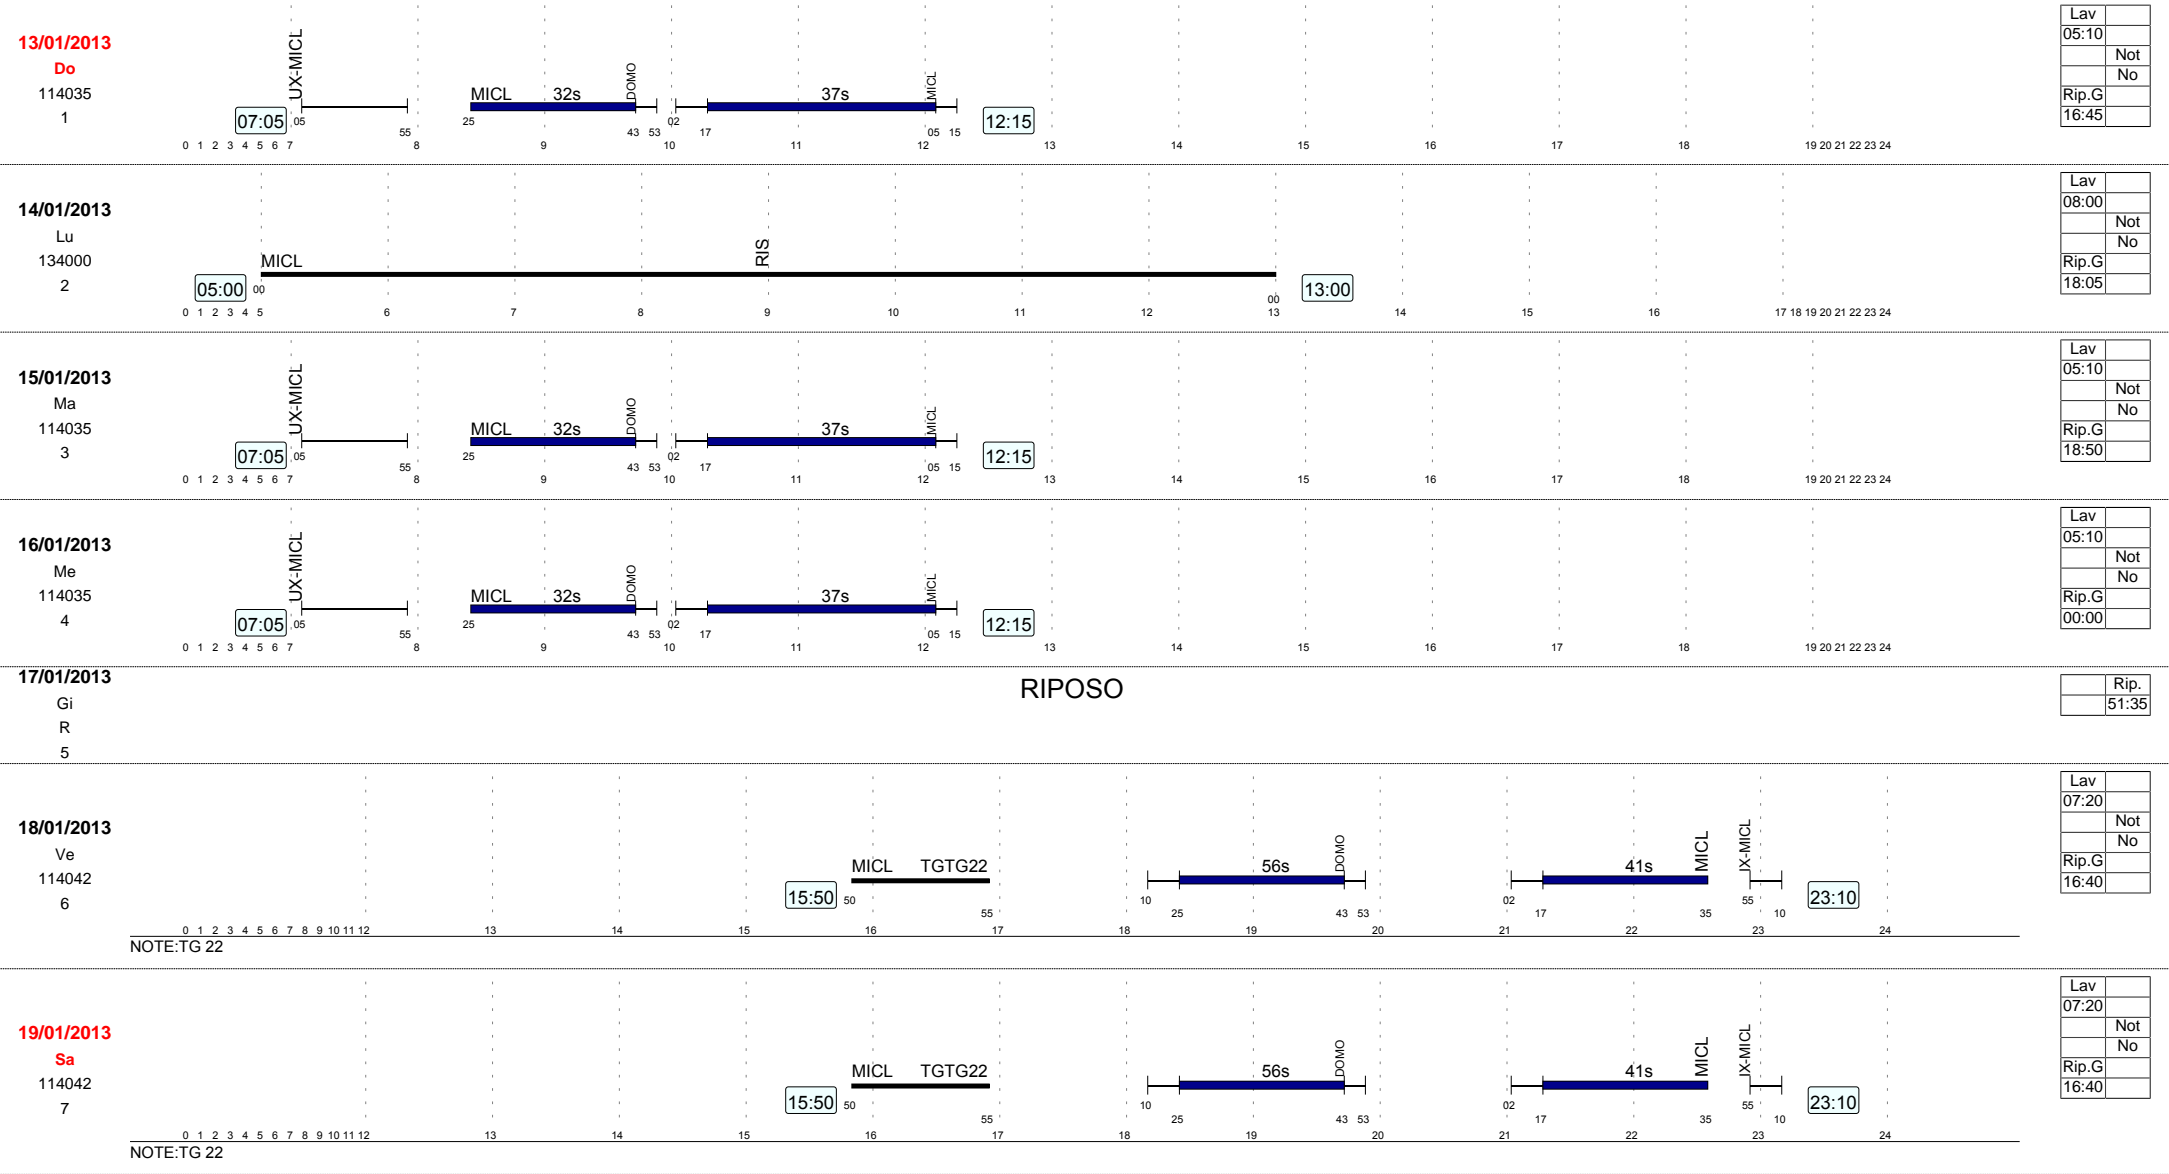 13/01/2013
Do
114035
1
07:05
UX-MICL
05 55
MICL 32s DOMO
25 43 53
02 17
37s MICL
05 15
12:15
0 1 2 3 4 5 6 7 8 9 10 11 12 13 14 15 16 17 18 19 20 21 22 23 24
Lav
05:10
Not
No
Rip.G
16:45
14/01/2013
Lu
134000
2
05:00
MICL RIS
00 00
13:00
0 1 2 3 4 5 6 7 8 9 10 11 12 13 14 15 16 17 18 19 20 21 22 23 24
Lav
08:00
Not
No
Rip.G
18:05
15/01/2013
Ma
114035
3
07:05
UX-MICL
05 55
MICL 32s DOMO
25 43 53
02 17
37s MICL
05 15
12:15
0 1 2 3 4 5 6 7 8 9 10 11 12 13 14 15 16 17 18 19 20 21 22 23 24
Lav
05:10
Not
No
Rip.G
18:50
16/01/2013
Me
114035
4
07:05
UX-MICL
05 55
MICL 32s DOMO
25 43 53
02 17
37s MICL
05 15
12:15
0 1 2 3 4 5 6 7 8 9 10 11 12 13 14 15 16 17 18 19 20 21 22 23 24
Lav
05:10
Not
No
Rip.G
00:00
17/01/2013
Gi
R
5
RIPOSO
Rip.
51:35
18/01/2013
Ve
114042
6
15:50
MICL TGTG22
50 55
10 25
56s DOMO
43 53
02 17
41s MICL
35
IX-MICL
55 10
23:10
0 1 2 3 4 5 6 7 8 9 10 11 12 13 14 15 16 17 18 19 20 21 22 23 24
NOTE:TG 22
Lav
07:20
Not
No
Rip.G
16:40
19/01/2013
Sa
114042
7
15:50
MICL TGTG22
50 55
10 25
56s DOMO
43 53
02 17
41s MICL
35
IX-MICL
55 10
23:10
0 1 2 3 4 5 6 7 8 9 10 11 12 13 14 15 16 17 18 19 20 21 22 23 24
NOTE:TG 22
Lav
07:20
Not
No
Rip.G
16:40